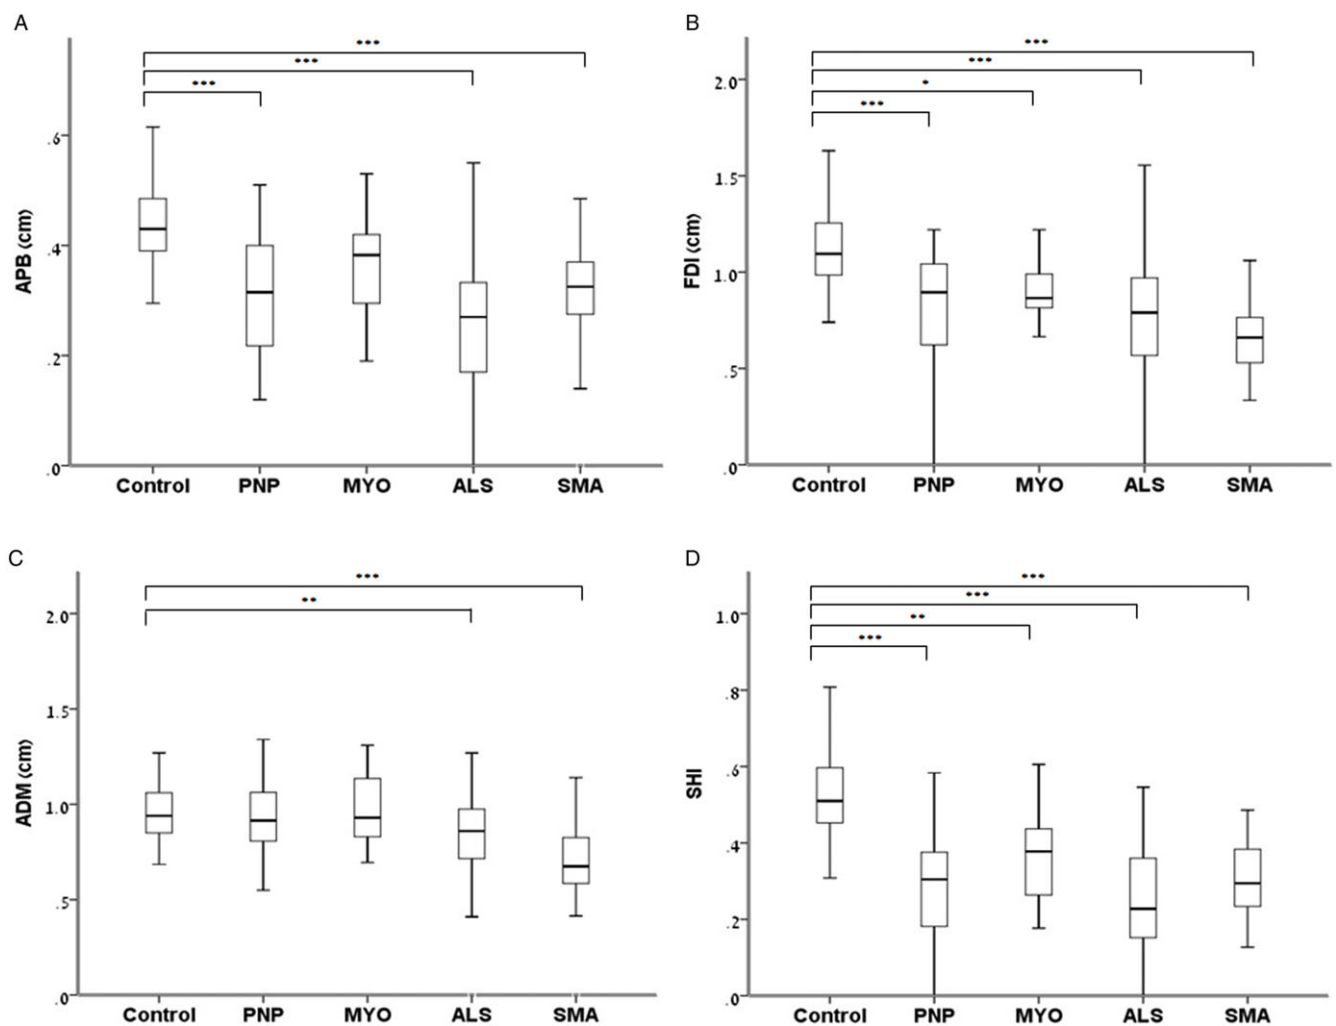 A
***
***
***
APB (cm)
.6
.4
.2
.0
Control PNP MYO ALS SMA
B
***
***
*
***
FDI (cm)
2.0
1.5
1.0
.5
.0
Control PNP MYO ALS SMA
C
***
**
ADM (cm)
2.0
1.5
1.0
.5
.0
Control PNP MYO ALS SMA
D
***
***
**
***
SHI
1.0
.8
.6
.4
.2
.0
Control PNP MYO ALS SMA